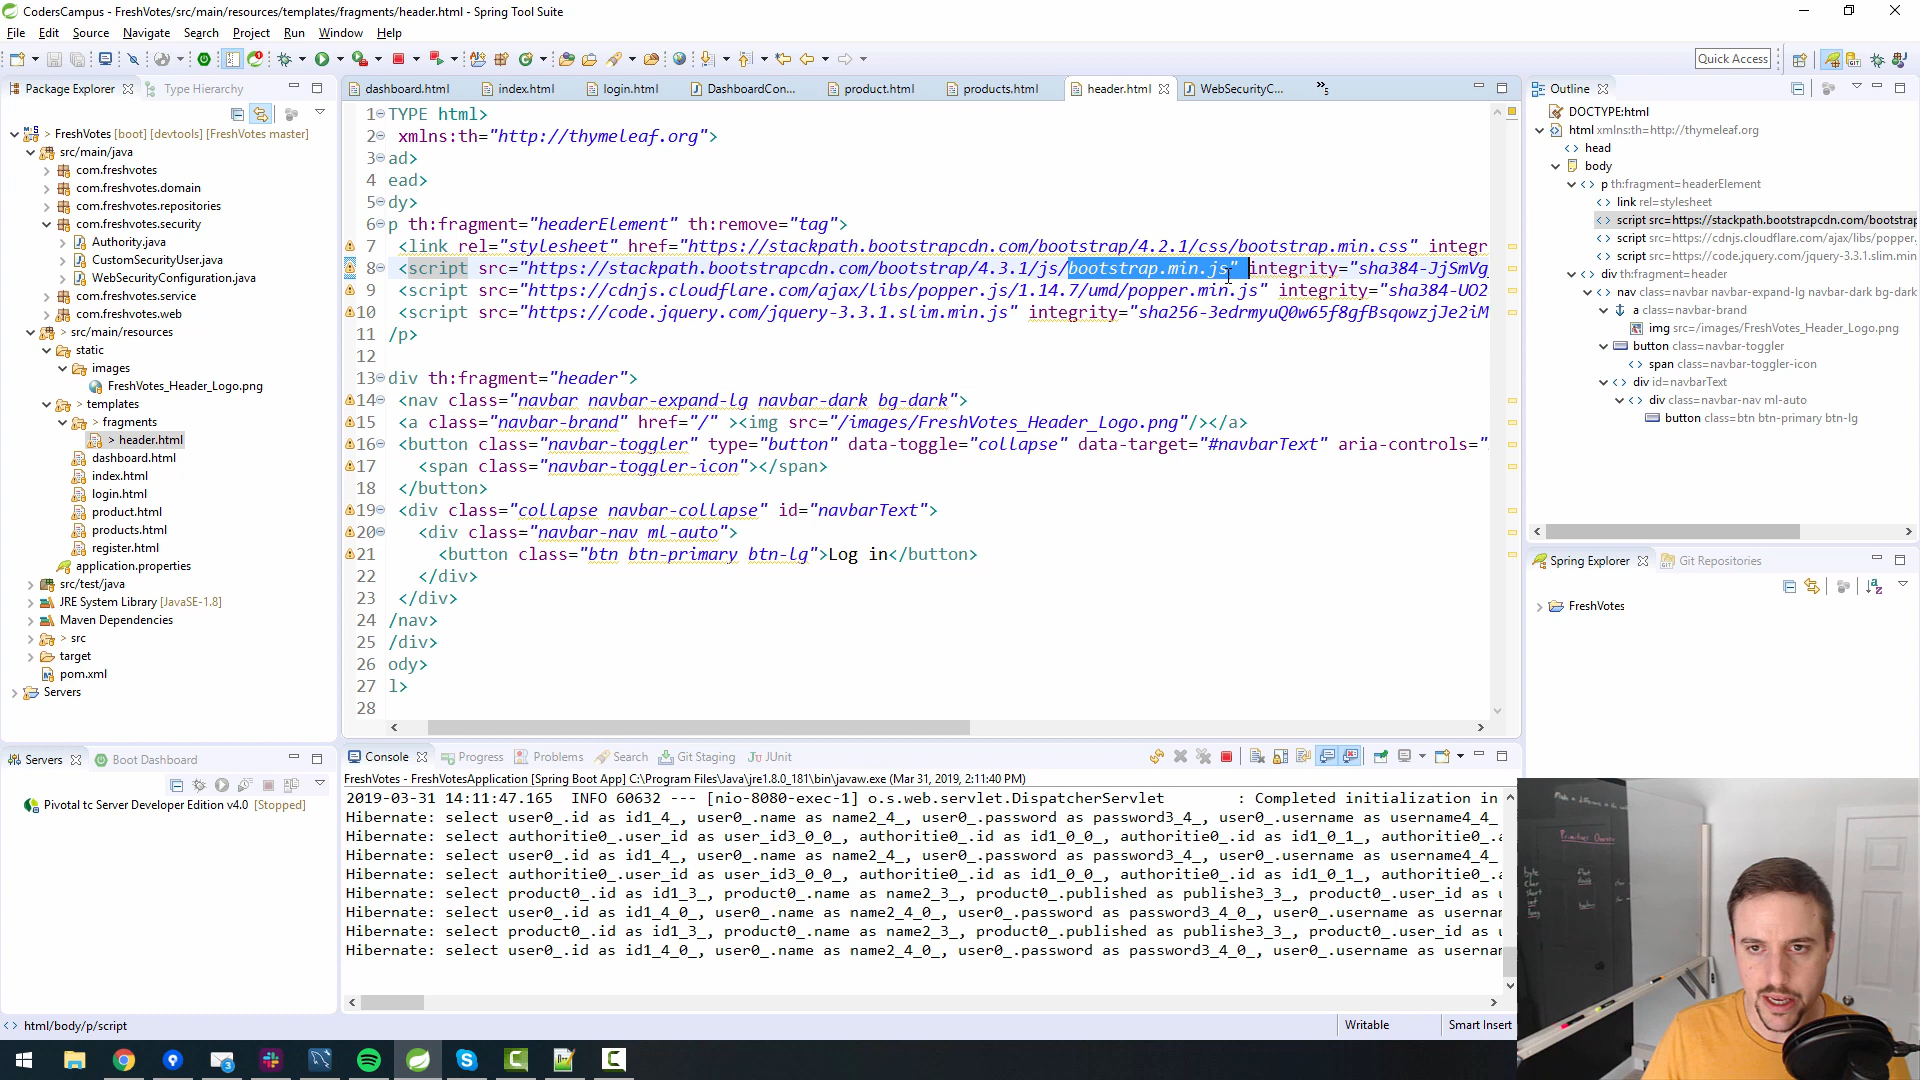 CodersCampus - FreshVotes/src/main/resources/templates/fragments/header.html - Spring Tool Suite
File Edit Source Navigate Search Project Run Window Help
Quick Access
Package Explorer
Type Hierarchy
> FreshVotes [boot] [devtools] [FreshVotes master]
src/main/java
com.freshvotes
com.freshvotes.domain
com.freshvotes.repositories
com.freshvotes.security
Authority.java
CustomSecurityUser.java
WebSecurityConfiguration.java
com.freshvotes.service
com.freshvotes.web
> src/main/resources
static
images
FreshVotes_Header_Logo.png
> templates
> fragments
> header.html
dashboard.html
index.html
login.html
product.html
products.html
register.html
application.properties
src/test/java
JRE System Library [JavaSE-1.8]
Maven Dependencies
> src
target
pom.xml
Servers
dashboard.html index.html login.html DashboardCon... product.html products.html header.html WebSecurityC... »5
1 TYPE html>
2 xmlns:th="http://thymeleaf.org">
3 ad>
4 ead>
5 dy>
6 p th:fragment="headerElement" th:remove="tag">
7 <link rel="stylesheet" href="https://stackpath.bootstrapcdn.com/bootstrap/4.2.1/css/bootstrap.min.css" integr
8 <script src="https://stackpath.bootstrapcdn.com/bootstrap/4.3.1/js/bootstrap.min.js" integrity="sha384-JjSmVg
9 <script src="https://cdnjs.cloudflare.com/ajax/libs/popper.js/1.14.7/umd/popper.min.js" integrity="sha384-UO2
10 <script src="https://code.jquery.com/jquery-3.3.1.slim.min.js" integrity="sha256-3edrmyuQ0w65f8gfBsqowzjJe2iM
11 /p>
12
13 div th:fragment="header">
14 <nav class="navbar navbar-expand-lg navbar-dark bg-dark">
15 <a class="navbar-brand" href="/" ><img src="/images/FreshVotes_Header_Logo.png"/></a>
16 <button class="navbar-toggler" type="button" data-toggle="collapse" data-target="#navbarText" aria-controls="
17 <span class="navbar-toggler-icon"></span>
18 </button>
19 <div class="collapse navbar-collapse" id="navbarText">
20 <div class="navbar-nav ml-auto">
21 <button class="btn btn-primary btn-lg">Log in</button>
22 </div>
23 </div>
24 /nav>
25 /div>
26 ody>
27 l>
28
Outline
DOCTYPE:html
html xmlns:th=http://thymeleaf.org
head
body
p th:fragment=headerElement
link rel=stylesheet
script src=https://stackpath.bootstrapcdn.com/bootstrap
script src=https://cdnjs.cloudflare.com/ajax/libs/popper.
script src=https://code.jquery.com/jquery-3.3.1.slim.min
div th:fragment=header
nav class=navbar navbar-expand-lg navbar-dark bg-dark
a class=navbar-brand
img src=/images/FreshVotes_Header_Logo.png
button class=navbar-toggler
span class=navbar-toggler-icon
div id=navbarText
div class=navbar-nav ml-auto
button class=btn btn-primary btn-lg
Spring Explorer
Git Repositories
FreshVotes
Servers
Boot Dashboard
Pivotal tc Server Developer Edition v4.0 [Stopped]
Console Progress Problems Search Git Staging JUnit
FreshVotes - FreshVotesApplication [Spring Boot App] C:\Program Files\Java\jre1.8.0_181\bin\javaw.exe (Mar 31, 2019, 2:11:40 PM)
2019-03-31 14:11:47.165 INFO 60632 --- [nio-8080-exec-1] o.s.web.servlet.DispatcherServlet : Completed initialization in
Hibernate: select user0_.id as id1_4_, user0_.name as name2_4_, user0_.password as password3_4_, user0_.username as username4_4_
Hibernate: select authoritie0_.user_id as user_id3_0_0_, authoritie0_.id as id1_0_0_, authoritie0_.id as id1_0_1_, authoritie0_.a
Hibernate: select user0_.id as id1_4_, user0_.name as name2_4_, user0_.password as password3_4_, user0_.username as username4_4_
Hibernate: select authoritie0_.user_id as user_id3_0_0_, authoritie0_.id as id1_0_0_, authoritie0_.id as id1_0_1_, authoritie0_.a
Hibernate: select product0_.id as id1_3_, product0_.name as name2_3_, product0_.published as publishe3_3_, product0_.user_id as u
Hibernate: select user0_.id as id1_4_0_, user0_.name as name2_4_0_, user0_.password as password3_4_0_, user0_.username as usernam
Hibernate: select product0_.id as id1_3_, product0_.name as name2_3_, product0_.published as publishe3_3_, product0_.user_id as u
Hibernate: select user0_.id as id1_4_0_, user0_.name as name2_4_0_, user0_.password as password3_4_0_, user0_.username as usernam
html/body/p/script
Writable
Smart Insert